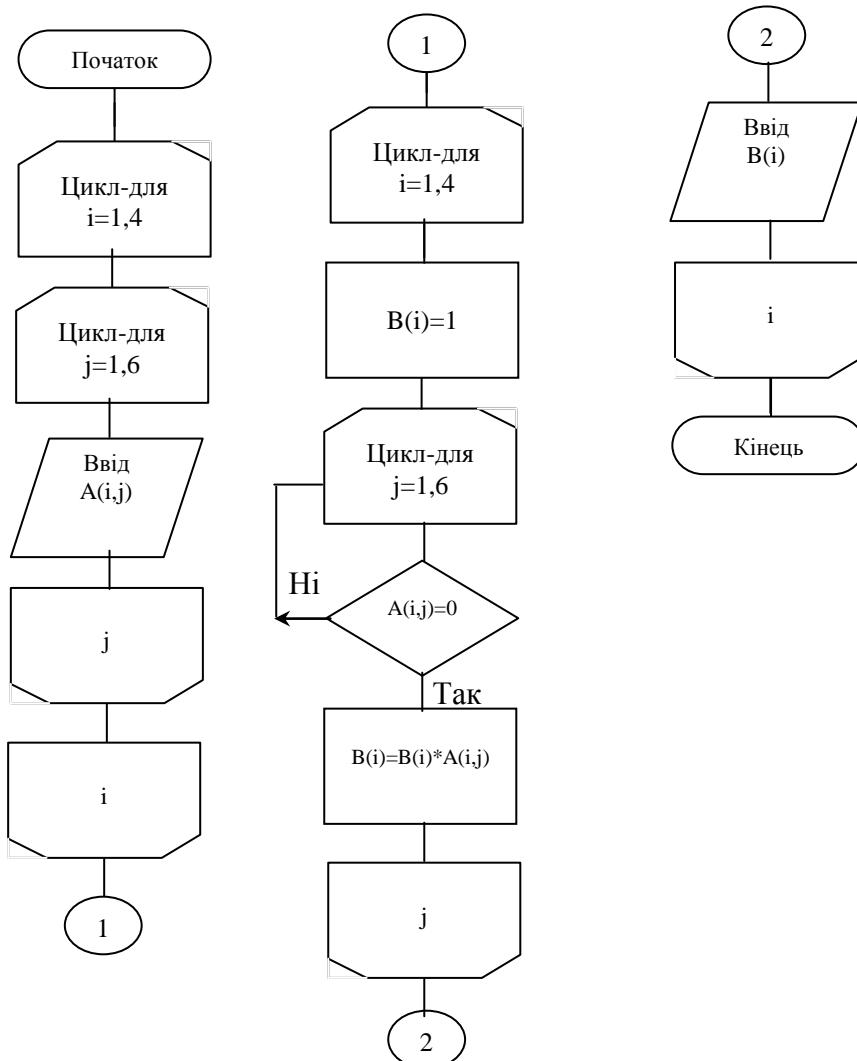 Початок
Цикл-для
i=1,4
Цикл-для
j=1,6
Ввід
A(i,j)
j
i
1
1
Цикл-для
i=1,4
B(i)=1
Цикл-для
j=1,6
Ні
A(i,j)=0
Так
B(i)=B(i)*A(i,j)
j
2
2
Ввід
B(i)
i
Кінець